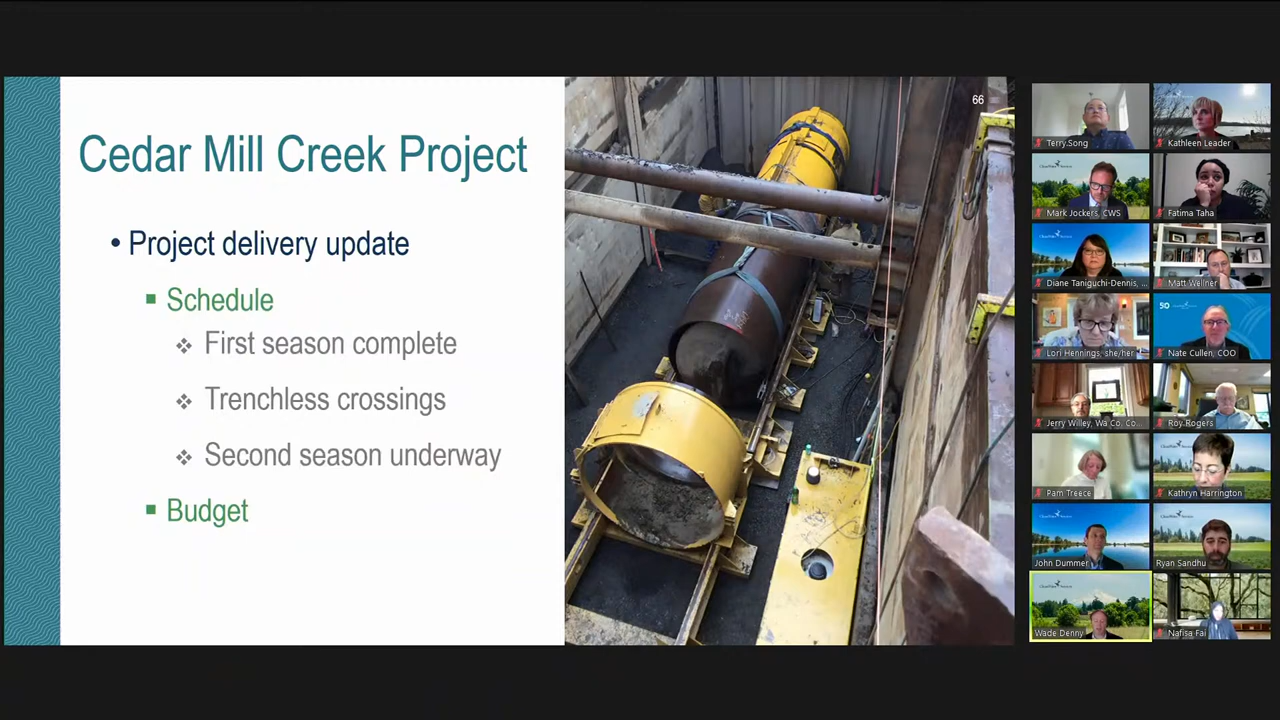 Cedar Mill Creek Project
• Project delivery update
▪ Schedule
❖ First season complete
❖ Trenchless crossings
❖ Second season underway
▪ Budget
66
Terry.Song
Kathleen Leader
Mark Jockers, CWS
Fatima Taha
Diane Taniguchi-Dennis, ...
Matt Wellner
Lori Hennings, she/her
50
Nate Cullen, COO
Jerry Willey, Wa Co. Co...
Roy Rogers
Pam Treece
Kathryn Harrington
John Dummer
Ryan Sandhu
Wade Denny
Nafisa Fai